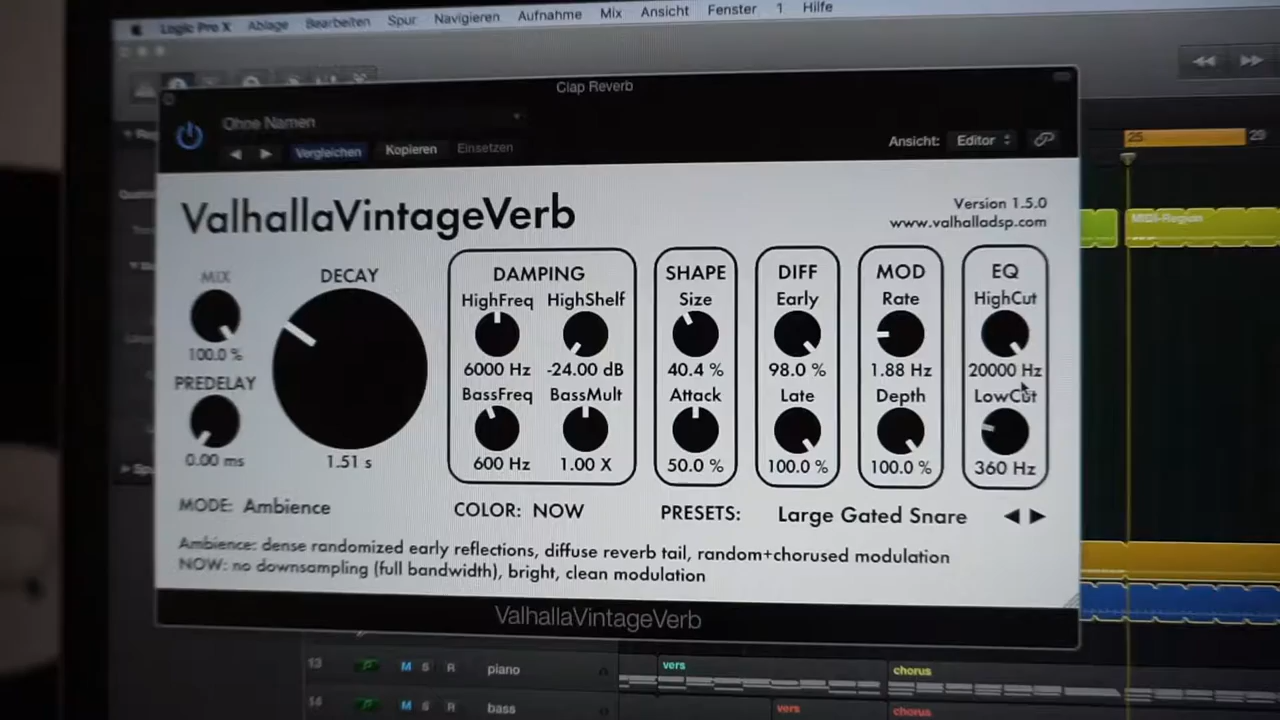 Logic Pro X Ablage Bearbeiten Spur Navigieren Aufnahme Mix Ansicht Fenster 1 Hilfe
Clap Reverb
Ohne Namen
Vergleichen Kopieren Einsetzen
Ansicht: Editor
25 29
ValhallaVintageVerb
Version 1.5.0
www.valhalladsp.com
MIDI-Region
MIX DECAY DAMPING SHAPE DIFF MOD EQ
HighFreq HighShelf Size Early Rate HighCut
100.0 % 6000 Hz -24.00 dB 40.4 % 98.0 % 1.88 Hz 20000 Hz
PREDELAY BassFreq BassMult Attack Late Depth LowCut
0.00 ms 1.51 s 600 Hz 1.00 X 50.0 % 100.0 % 100.0 % 360 Hz
MODE: Ambience COLOR: NOW PRESETS: Large Gated Snare
Ambience: dense randomized early reflections, diffuse reverb tail, random+chorused modulation
NOW: no downsampling (full bandwidth), bright, clean modulation
ValhallaVintageVerb
13 M S R piano vers chorus
14 M S R bass vers chorus